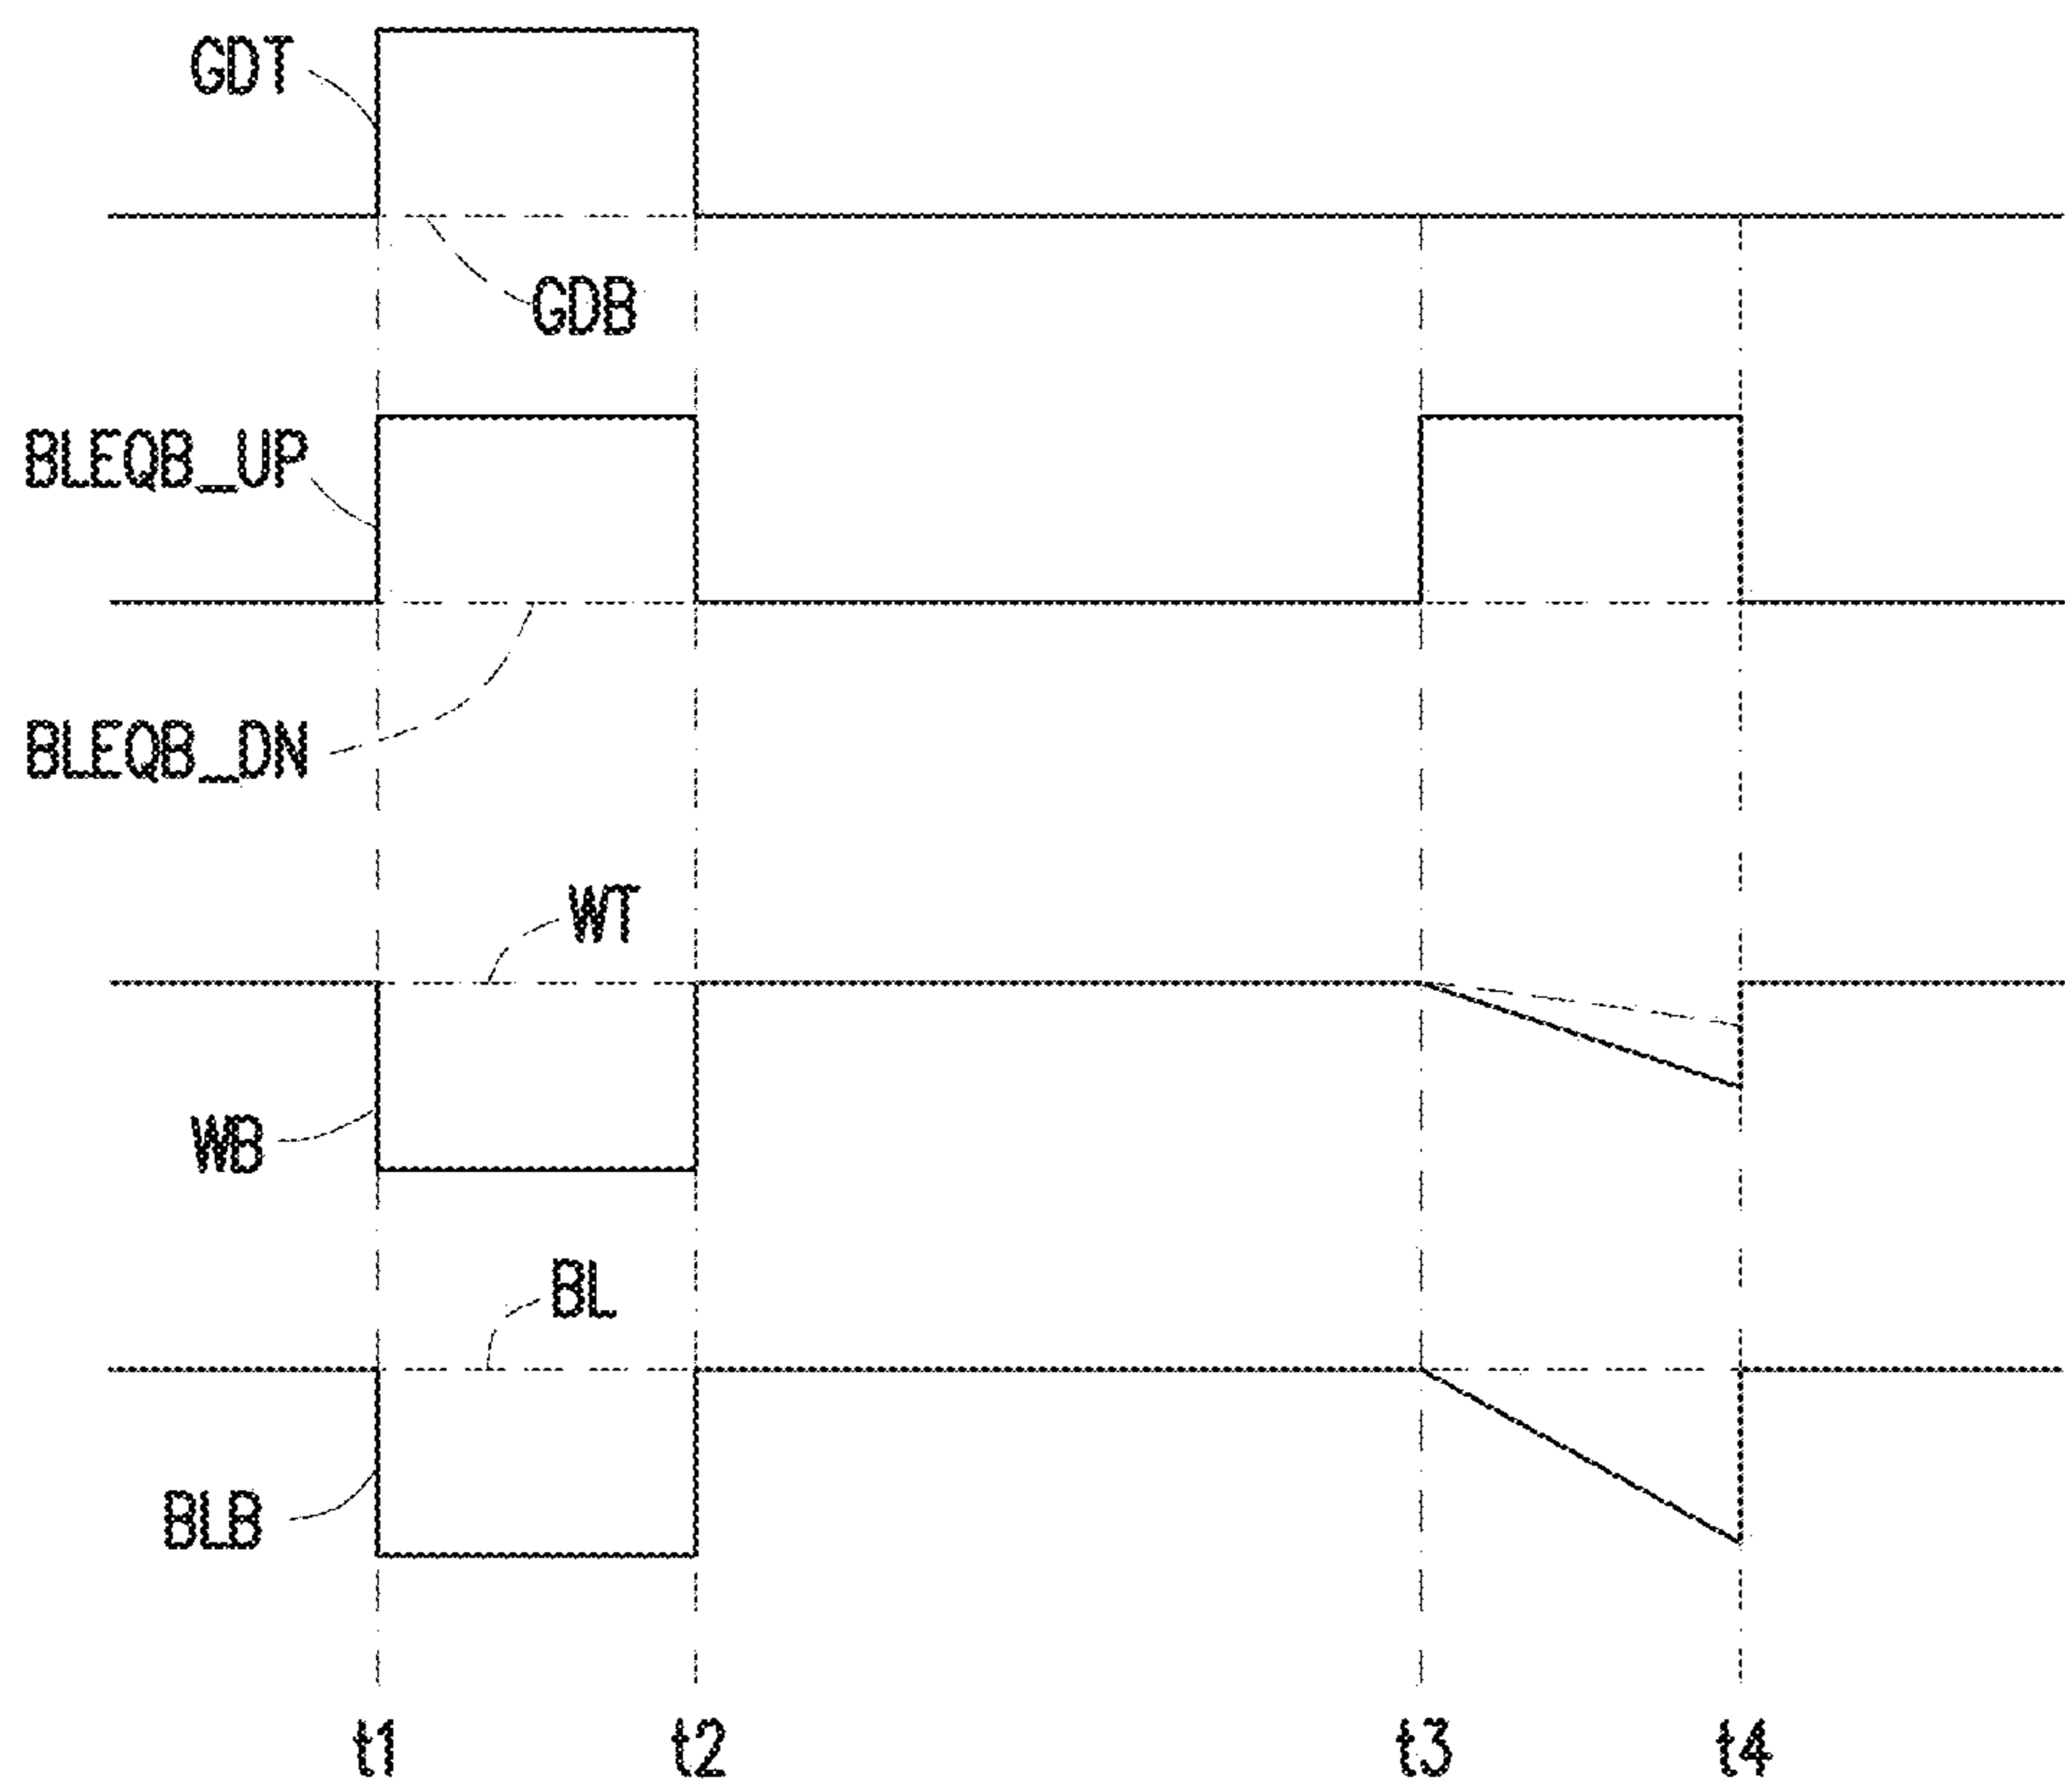 GDT
GDB
BLEQB_UP
BLEQB_DN
WT
WB
BL
BLB
t1 t2 t3 t4